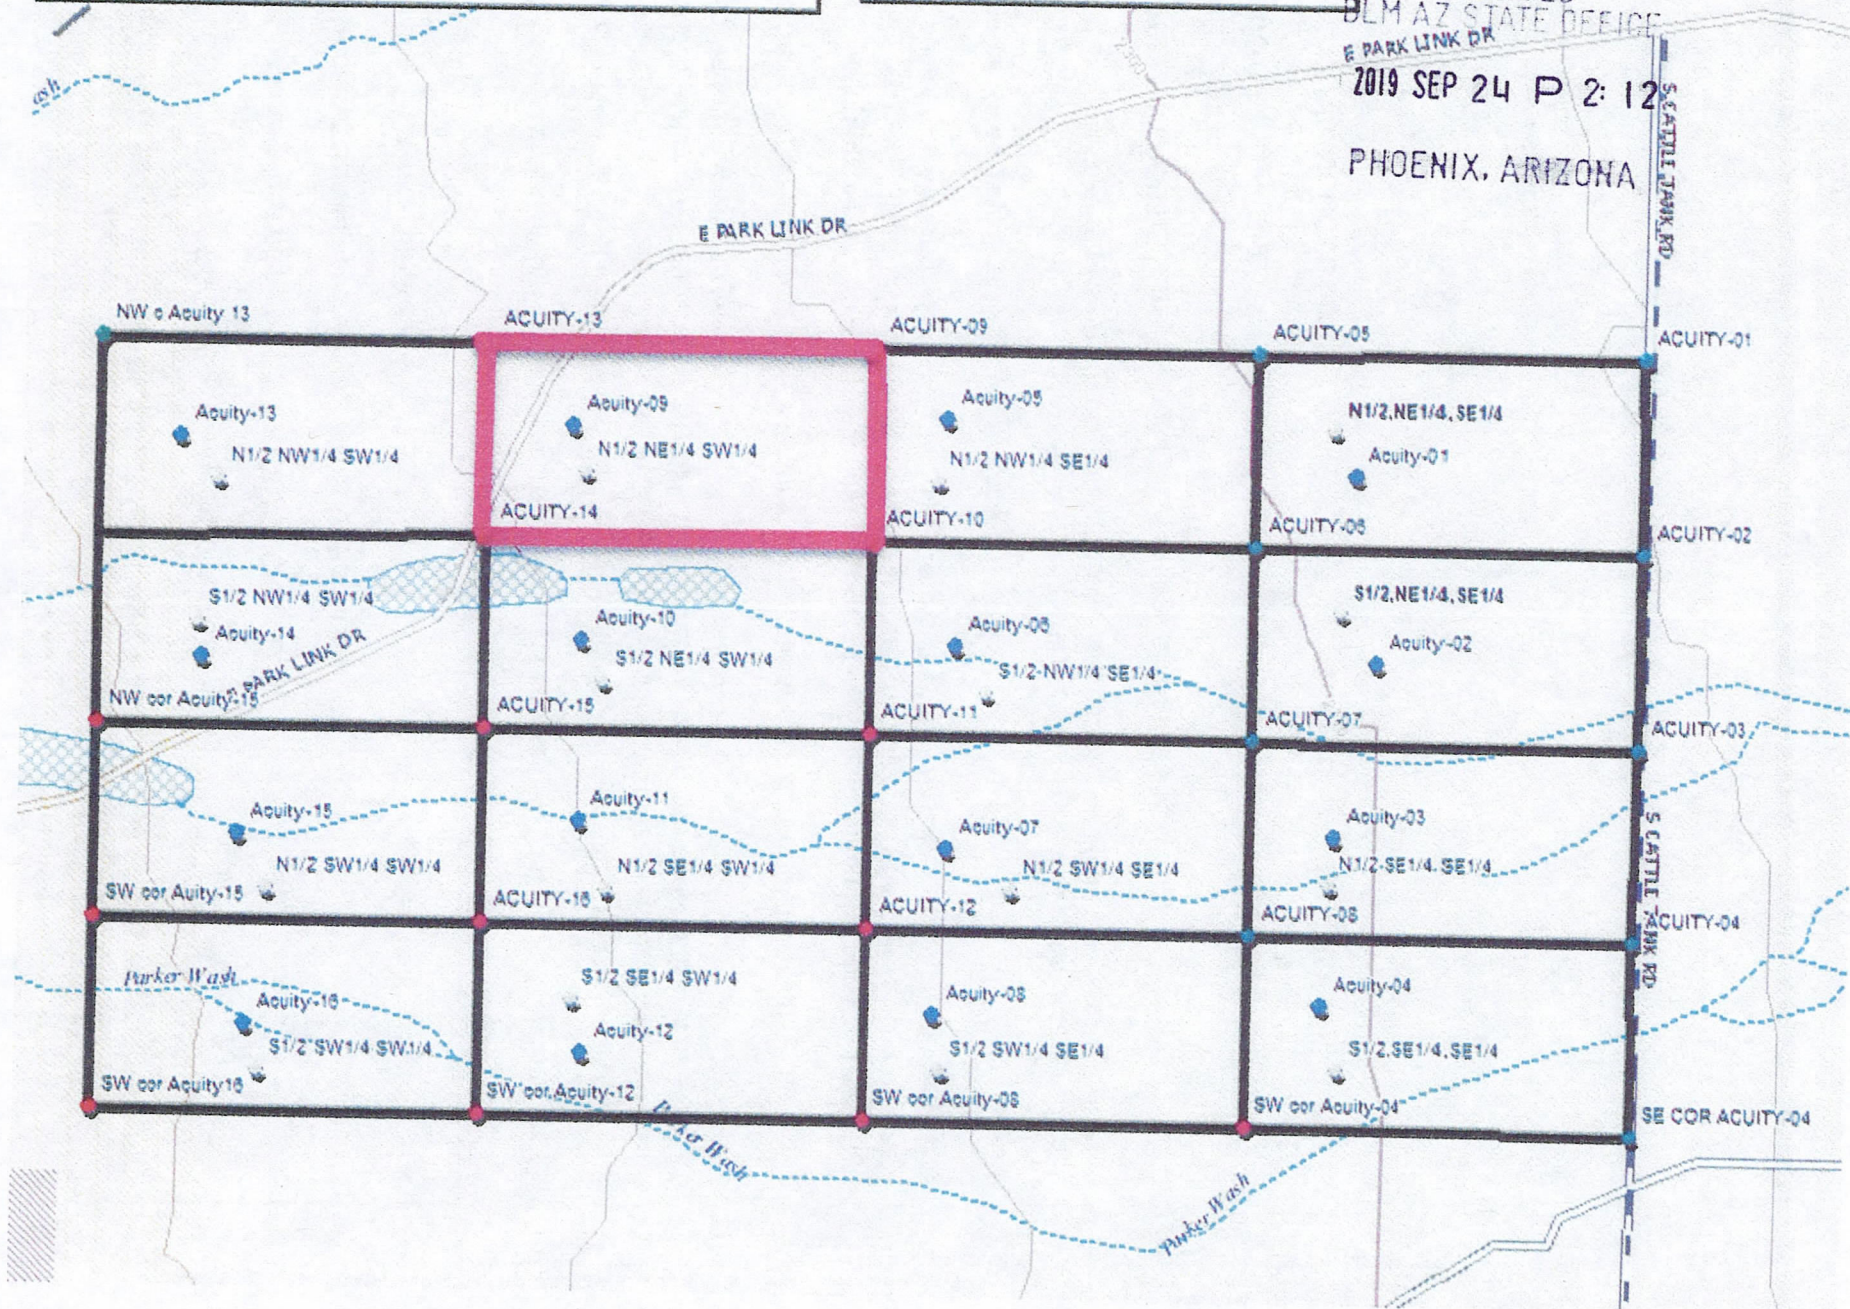 BLM AZ STATE OFFICE
E PARK LINK DR
2019 SEP 24 P 2: 12
PHOENIX, ARIZONA
S CATTLE TANK RD
ash
E PARK LINK DR
NW c Acuity 13
ACUITY-13
ACUITY-09
ACUITY-05
ACUITY-01
Acuity-13
N1/2 NW1/4 SW1/4
Acuity-09
N1/2 NE1/4 SW1/4
Acuity-05
N1/2 NW1/4 SE1/4
N1/2,NE1/4,SE1/4
Acuity-01
ACUITY-14
ACUITY-10
ACUITY-06
ACUITY-02
S1/2 NW1/4 SW1/4
Acuity-14
E PARK LINK DR
Acuity-10
S1/2 NE1/4 SW1/4
Acuity-06
S1/2 NW1/4 SE1/4
S1/2,NE1/4,SE1/4
Acuity-02
NW cor Acuity-15
ACUITY-15
ACUITY-11
ACUITY-07
ACUITY-03
Acuity-15
N1/2 SW1/4 SW1/4
Acuity-11
N1/2 SE1/4 SW1/4
Acuity-07
N1/2 SW1/4 SE1/4
Acuity-03
N1/2 SE1/4, SE1/4
S CATTLE TANK RD
SW cor Auity-15
ACUITY-16
ACUITY-12
ACUITY-08
ACUITY-04
Parker Wash
Acuity-16
S1/2 SW1/4 SW1/4
S1/2 SE1/4 SW1/4
Acuity-12
Acuity-08
S1/2 SW1/4 SE1/4
Acuity-04
S1/2,SE1/4,SE1/4
SW cor Acuity16
SW cor Acuity-12
SW cor Acuity-08
SW cor Acuity-04
SE COR ACUITY-04
Parker Wash
Parker Wash